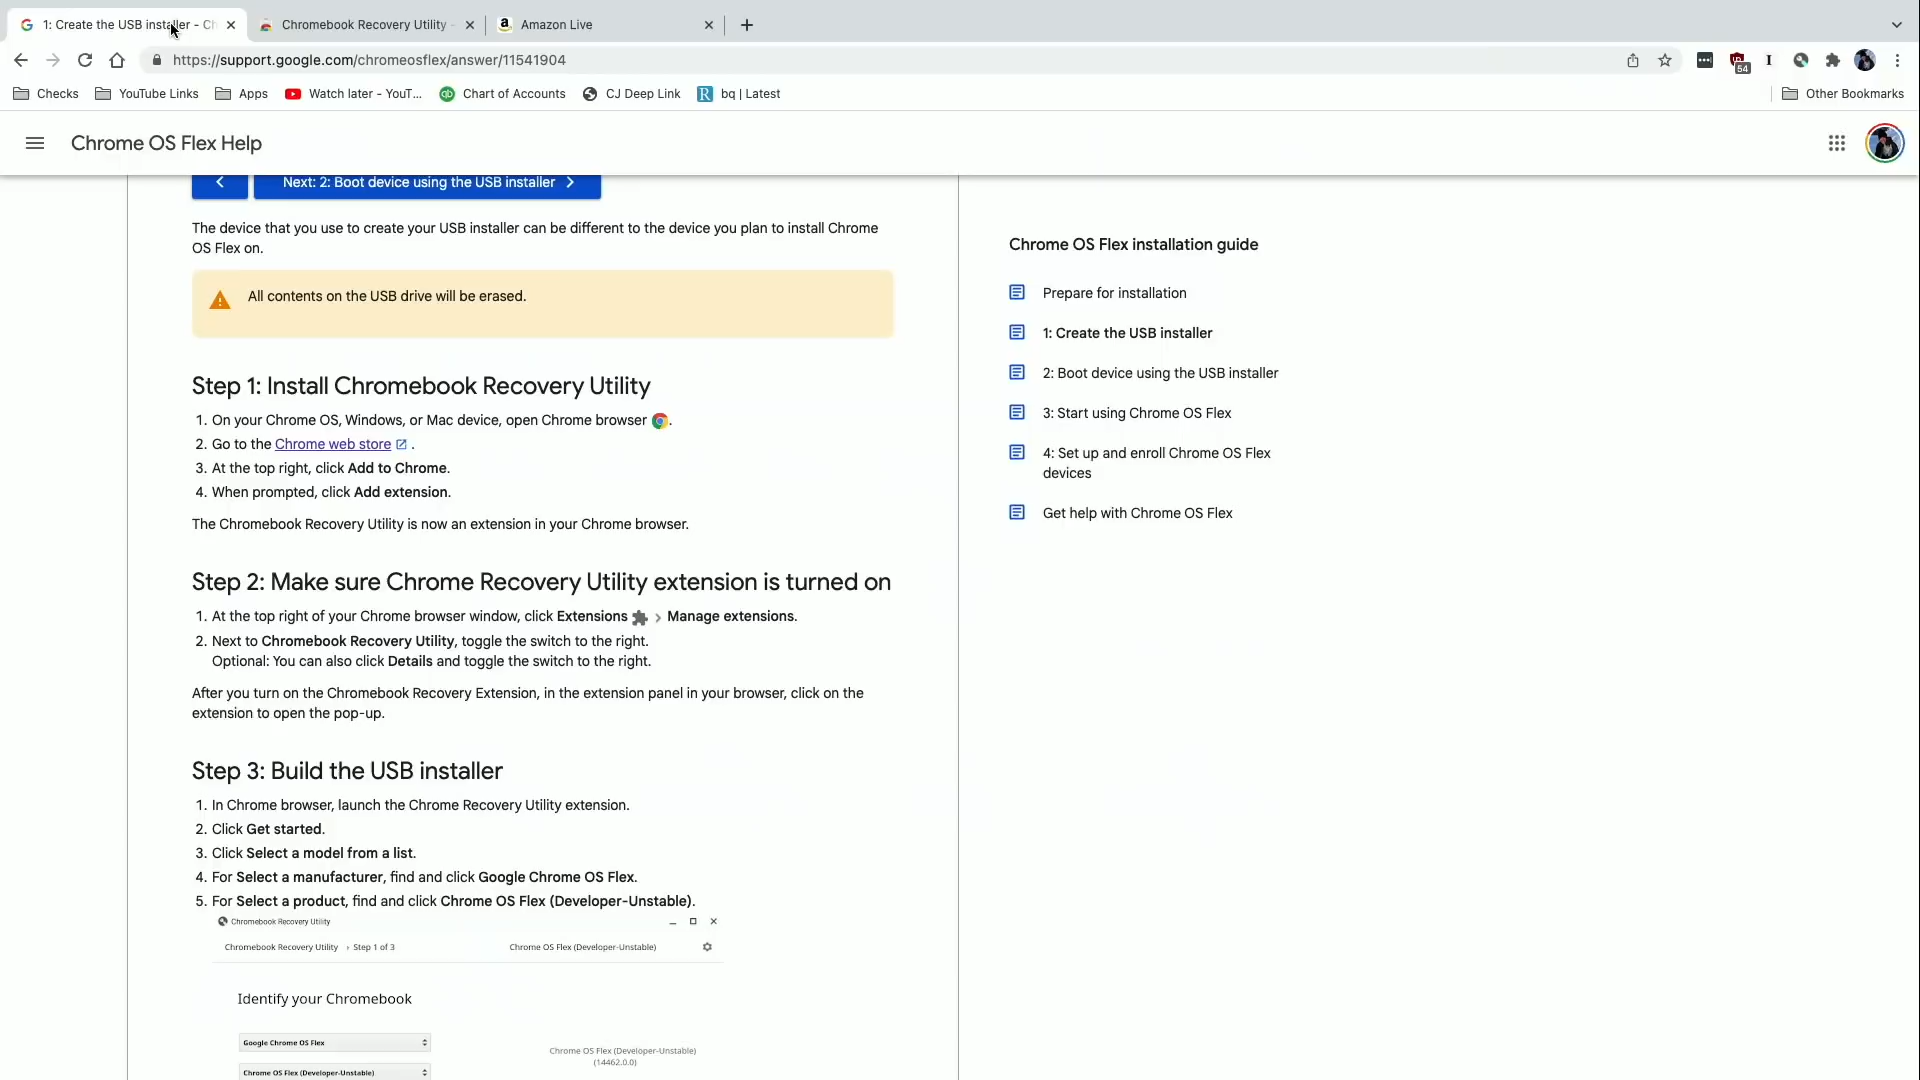 1: Create the USB installer - Ch
Chromebook Recovery Utility -
Amazon Live
https://support.google.com/chromeosflex/answer/11541904
54
Checks
YouTube Links
Apps
Watch later - YouT...
Chart of Accounts
CJ Deep Link
bq | Latest
Other Bookmarks
Chrome OS Flex Help
Next: 2: Boot device using the USB installer
The device that you use to create your USB installer can be different to the device you plan to install Chrome
OS Flex on.
All contents on the USB drive will be erased.
Step 1: Install Chromebook Recovery Utility
1. On your Chrome OS, Windows, or Mac device, open Chrome browser .
2. Go to the Chrome web store .
3. At the top right, click Add to Chrome.
4. When prompted, click Add extension.
The Chromebook Recovery Utility is now an extension in your Chrome browser.
Step 2: Make sure Chrome Recovery Utility extension is turned on
1. At the top right of your Chrome browser window, click Extensions > Manage extensions.
2. Next to Chromebook Recovery Utility, toggle the switch to the right.
Optional: You can also click Details and toggle the switch to the right.
After you turn on the Chromebook Recovery Extension, in the extension panel in your browser, click on the
extension to open the pop-up.
Step 3: Build the USB installer
1. In Chrome browser, launch the Chrome Recovery Utility extension.
2. Click Get started.
3. Click Select a model from a list.
4. For Select a manufacturer, find and click Google Chrome OS Flex.
5. For Select a product, find and click Chrome OS Flex (Developer-Unstable).
Chromebook Recovery Utility
Chromebook Recovery Utility › Step 1 of 3
Chrome OS Flex (Developer-Unstable)
Identify your Chromebook
Google Chrome OS Flex
Chrome OS Flex (Developer-Unstable)
Chrome OS Flex (Developer-Unstable)
(14462.0.0)
Chrome OS Flex installation guide
Prepare for installation
1: Create the USB installer
2: Boot device using the USB installer
3: Start using Chrome OS Flex
4: Set up and enroll Chrome OS Flex
devices
Get help with Chrome OS Flex